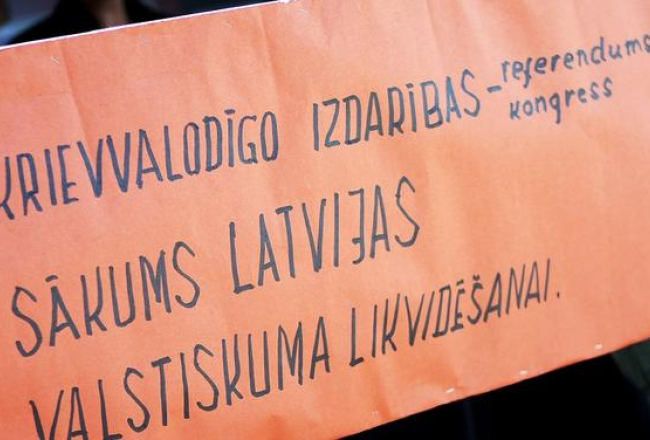 KRIEVVALODĪGO IZDARĪBAS - referendums
kongress
SĀKUMS LATVIJAS
VALSTISKUMA LIKVIDĒŠANAI.